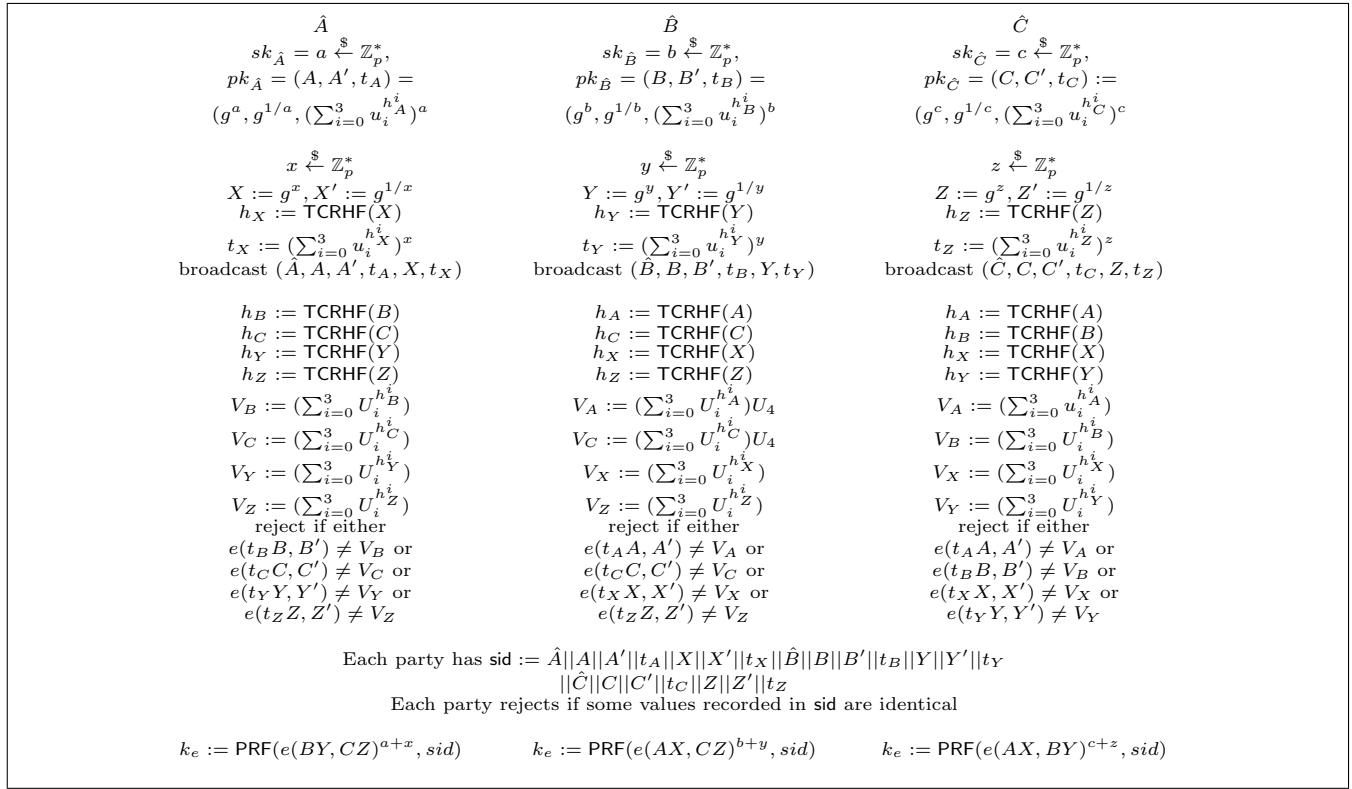 Â B̂ Ĉ
sk_Â = a ←$ ℤ*_p, sk_B̂ = b ←$ ℤ*_p, sk_Ĉ = c ←$ ℤ*_p,
pk_Â = (A, A′, t_A) = pk_B̂ = (B, B′, t_B) = pk_Ĉ = (C, C′, t_C) :=
(g^a, g^{1/a}, (∑_{i=0}^3 u_i^{h_A^i})^a (g^b, g^{1/b}, (∑_{i=0}^3 u_i^{h_B^i})^b (g^c, g^{1/c}, (∑_{i=0}^3 u_i^{h_C^i})^c
x ←$ ℤ*_p y ←$ ℤ*_p z ←$ ℤ*_p
X := g^x, X′ := g^{1/x} Y := g^y, Y′ := g^{1/y} Z := g^z, Z′ := g^{1/z}
h_X := TCRHF(X) h_Y := TCRHF(Y) h_Z := TCRHF(Z)
t_X := (∑_{i=0}^3 u_i^{h_X^i})^x t_Y := (∑_{i=0}^3 u_i^{h_Y^i})^y t_Z := (∑_{i=0}^3 u_i^{h_Z^i})^z
broadcast (Â, A, A′, t_A, X, t_X) broadcast (B̂, B, B′, t_B, Y, t_Y) broadcast (Ĉ, C, C′, t_C, Z, t_Z)
h_B := TCRHF(B) h_A := TCRHF(A) h_A := TCRHF(A)
h_C := TCRHF(C) h_C := TCRHF(C) h_B := TCRHF(B)
h_Y := TCRHF(Y) h_X := TCRHF(X) h_X := TCRHF(X)
h_Z := TCRHF(Z) h_Z := TCRHF(Z) h_Y := TCRHF(Y)
V_B := (∑_{i=0}^3 U_i^{h_B^i}) V_A := (∑_{i=0}^3 U_i^{h_A^i})U_4 V_A := (∑_{i=0}^3 u_i^{h_A^i})
V_C := (∑_{i=0}^3 U_i^{h_C^i}) V_C := (∑_{i=0}^3 U_i^{h_C^i})U_4 V_B := (∑_{i=0}^3 U_i^{h_B^i})
V_Y := (∑_{i=0}^3 U_i^{h_Y^i}) V_X := (∑_{i=0}^3 U_i^{h_X^i}) V_X := (∑_{i=0}^3 U_i^{h_X^i})
V_Z := (∑_{i=0}^3 U_i^{h_Z^i}) V_Z := (∑_{i=0}^3 U_i^{h_Z^i}) V_Y := (∑_{i=0}^3 U_i^{h_Y^i})
reject if either reject if either reject if either
e(t_B B, B′) ≠ V_B or e(t_A A, A′) ≠ V_A or e(t_A A, A′) ≠ V_A or
e(t_C C, C′) ≠ V_C or e(t_C C, C′) ≠ V_C or e(t_B B, B′) ≠ V_B or
e(t_Y Y, Y′) ≠ V_Y or e(t_X X, X′) ≠ V_X or e(t_X X, X′) ≠ V_X or
e(t_Z Z, Z′) ≠ V_Z e(t_Z Z, Z′) ≠ V_Z e(t_Y Y, Y′) ≠ V_Y
Each party has sid := Â||A||A′||t_A||X||X′||t_X||B̂||B||B′||t_B||Y||Y′||t_Y
||Ĉ||C||C′||t_C||Z||Z′||t_Z
Each party rejects if some values recorded in sid are identical
k_e := PRF(e(BY, CZ)^{a+x}, sid) k_e := PRF(e(AX, CZ)^{b+y}, sid) k_e := PRF(e(AX, BY)^{c+z}, sid)